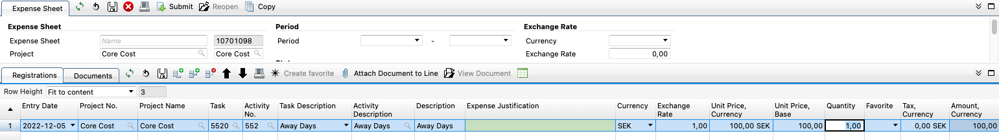 Expense Sheet Submit Reopen Copy
Expense Sheet Period Exchange Rate
Expense Sheet Name 10701098 Period - Currency
Project Core Cost Core Cost Exchange Rate 0,00
Registrations Documents Create favorite Attach Document to Line View Document
Row Height Fit to content 3
Entry Date Project No. Project Name Task Activity No. Task Description Activity Description Description Expense Justification Currency Exchange Rate Unit Price, Currency Unit Price, Base Quantity Favorite Tax, Currency Amount, Currency
1 2022-12-05 Core Cost Core Cost 5520 552 Away Days Away Days Away Days SEK 1,00 100,00 SEK 100,00 1,00 0,00 SEK 100,00